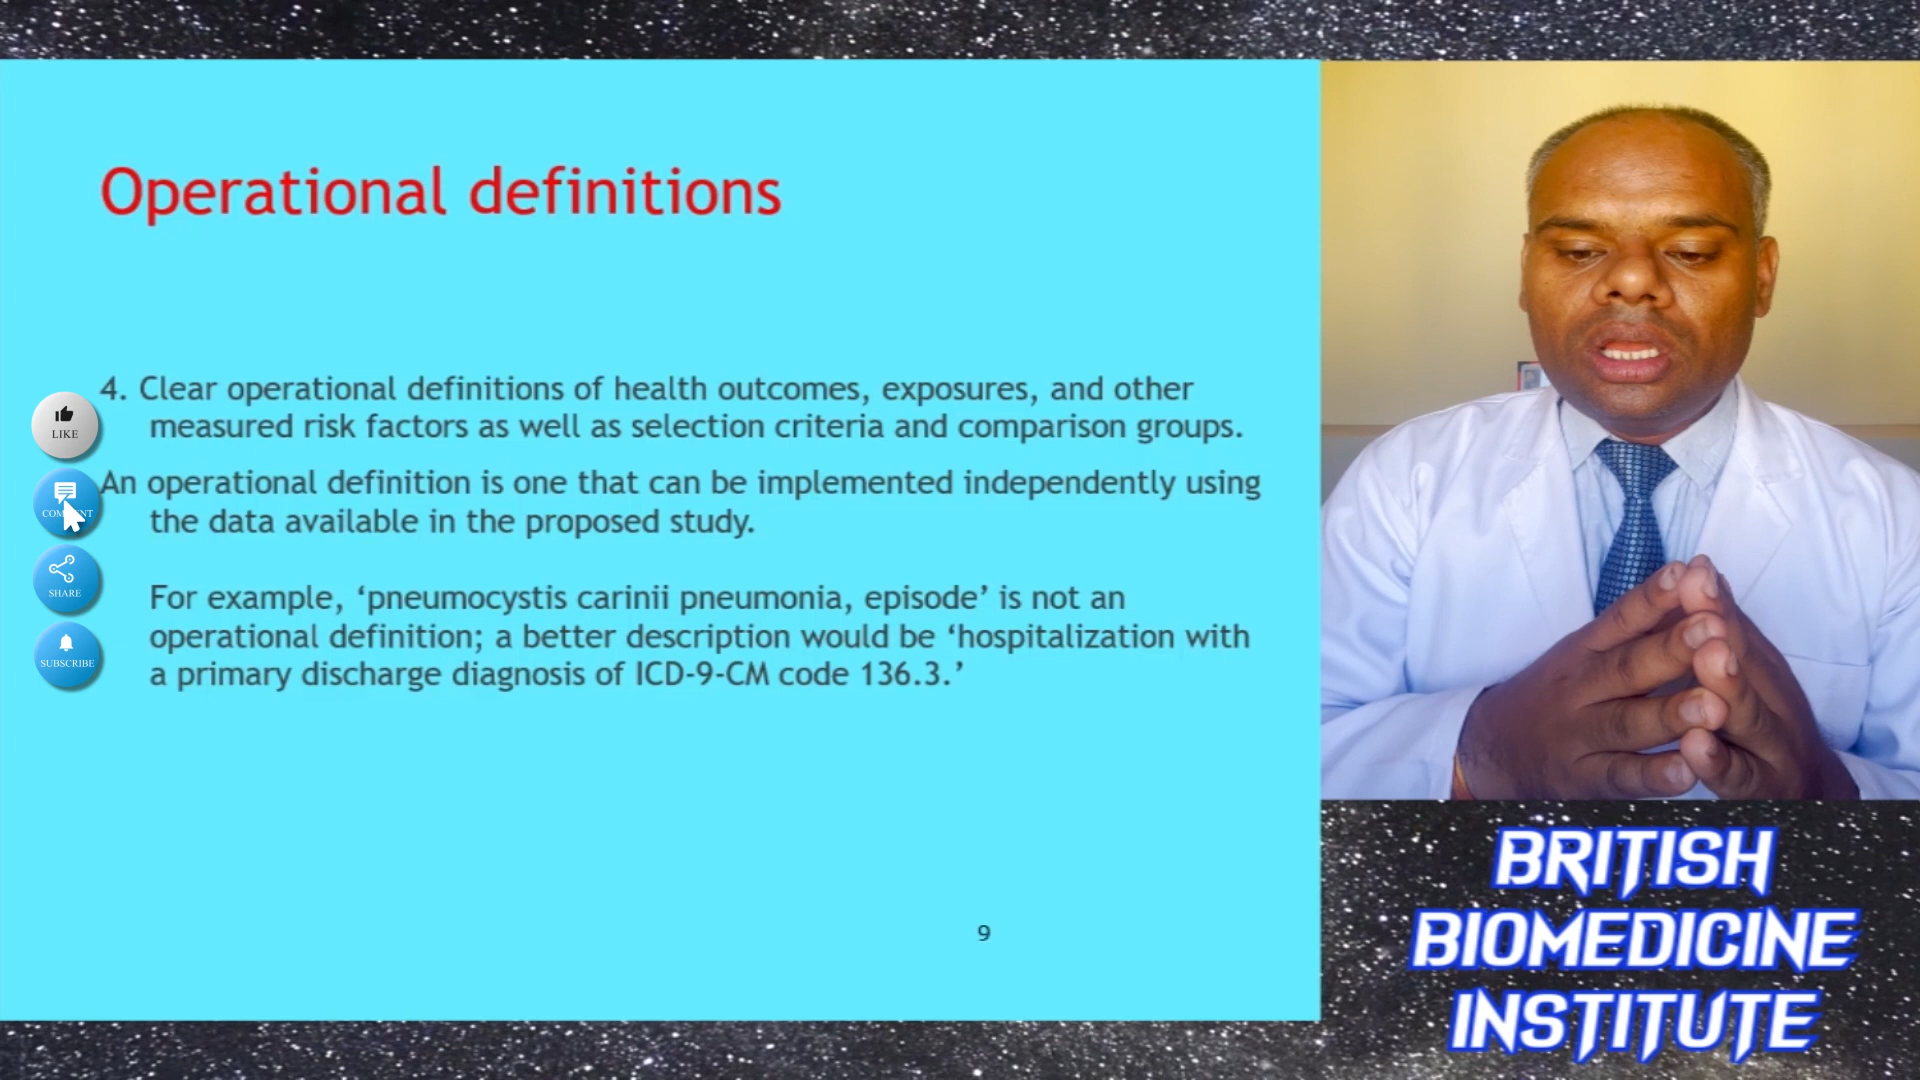 Operational definitions
4. Clear operational definitions of health outcomes, exposures, and other
measured risk factors as well as selection criteria and comparison groups.
An operational definition is one that can be implemented independently using
the data available in the proposed study.
For example, ‘pneumocystis carinii pneumonia, episode’ is not an
operational definition; a better description would be ‘hospitalization with
a primary discharge diagnosis of ICD-9-CM code 136.3.’
9
LIKE
SHARE
SUBSCRIBE
BRITISH
BIOMEDICINE
INSTITUTE